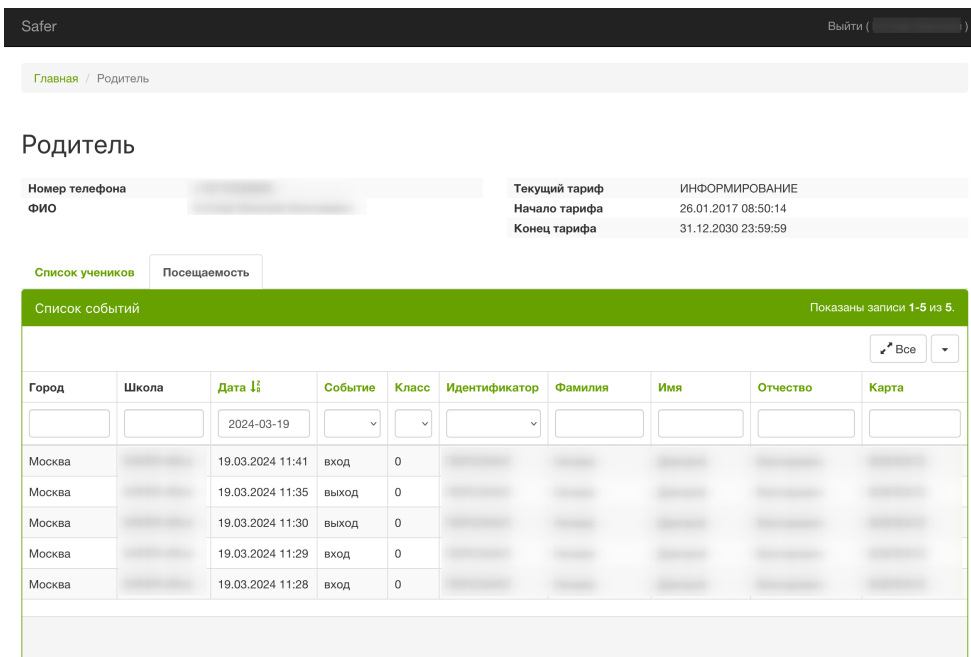 Safer
Выйти ( )
Главная / Родитель
Родитель
Номер телефона
ФИО
Текущий тариф ИНФОРМИРОВАНИЕ
Начало тарифа 26.01.2017 08:50:14
Конец тарифа 31.12.2030 23:59:59
Список учеников Посещаемость
Список событий Показаны записи 1-5 из 5.
Все
Город Школа Дата Событие Класс Идентификатор Фамилия Имя Отчество Карта
2024-03-19
Москва 19.03.2024 11:41 вход 0
Москва 19.03.2024 11:35 выход 0
Москва 19.03.2024 11:30 выход 0
Москва 19.03.2024 11:29 вход 0
Москва 19.03.2024 11:28 вход 0